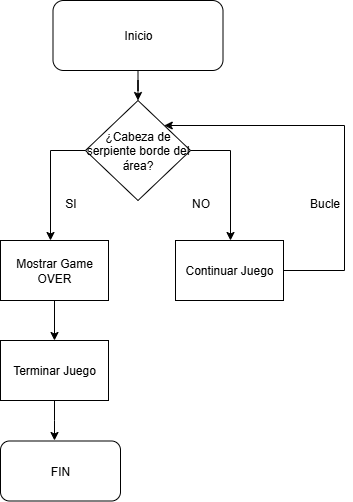 Inicio
¿Cabeza de
serpiente borde del
área?
SI
NO
Bucle
Mostrar Game
OVER
Continuar Juego
Terminar Juego
FIN